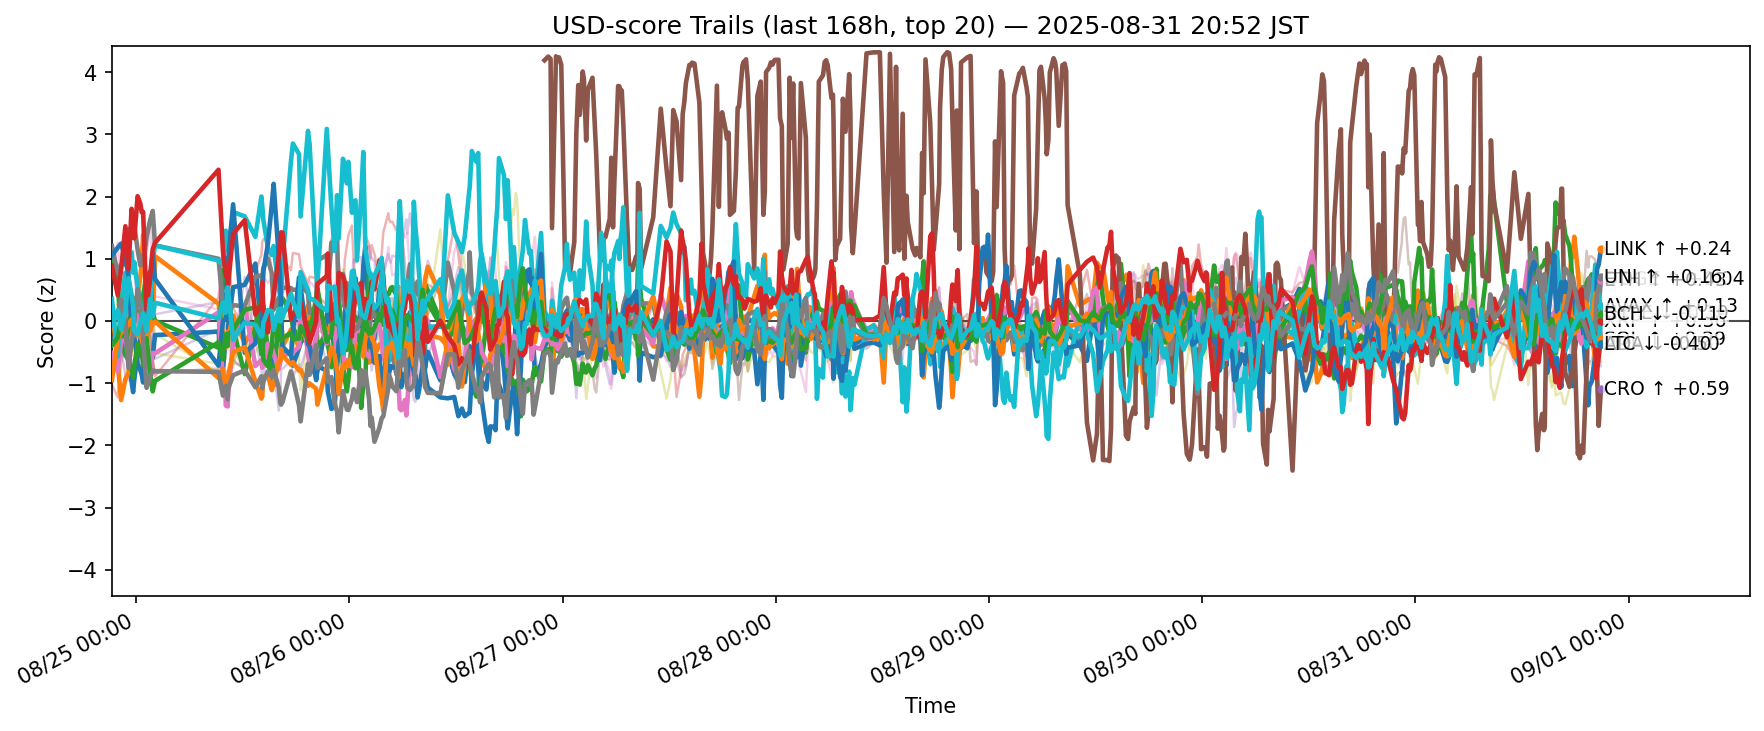 USD-score Trails (last 168h, top 20) — 2025-08-31 20:52 JST
Score (z)
4
3
2
1
0
−1
−2
−3
−4
LINK ↑ +0.24
UNI ↑ +0.16
AVAX ↑ +0.13
BCH ↓ -0.11
LTC ↓ -0.40
CRO ↑ +0.59
08/25 00:00
08/26 00:00
08/27 00:00
08/28 00:00
08/29 00:00
08/30 00:00
08/31 00:00
09/01 00:00
Time